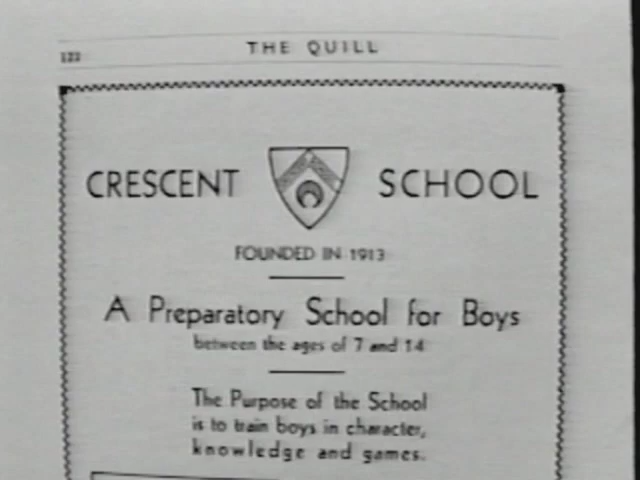 122
THE QUILL
CRESCENT SCHOOL
FOUNDED IN 1913
A Preparatory School for Boys
between the ages of 7 and 14
The Purpose of the School
is to train boys in character,
knowledge and games.